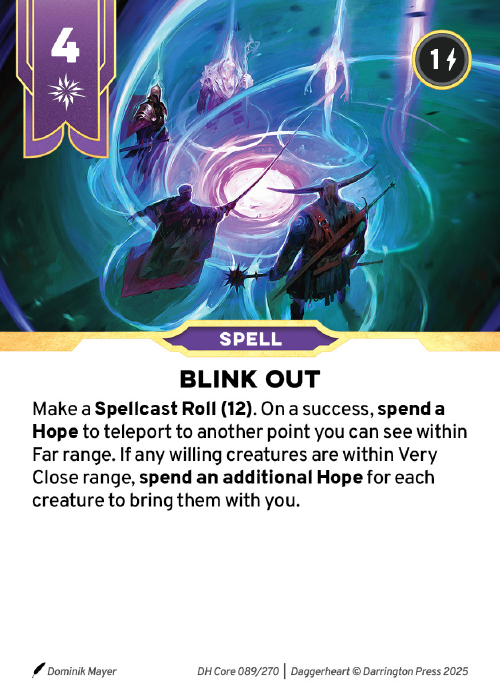 4
1
SPELL
BLINK OUT
Make a Spellcast Roll (12). On a success, spend a
Hope to teleport to another point you can see within
Far range. If any willing creatures are within Very
Close range, spend an additional Hope for each
creature to bring them with you.
Dominik Mayer
DH Core 089/270 | Daggerheart © Darrington Press 2025